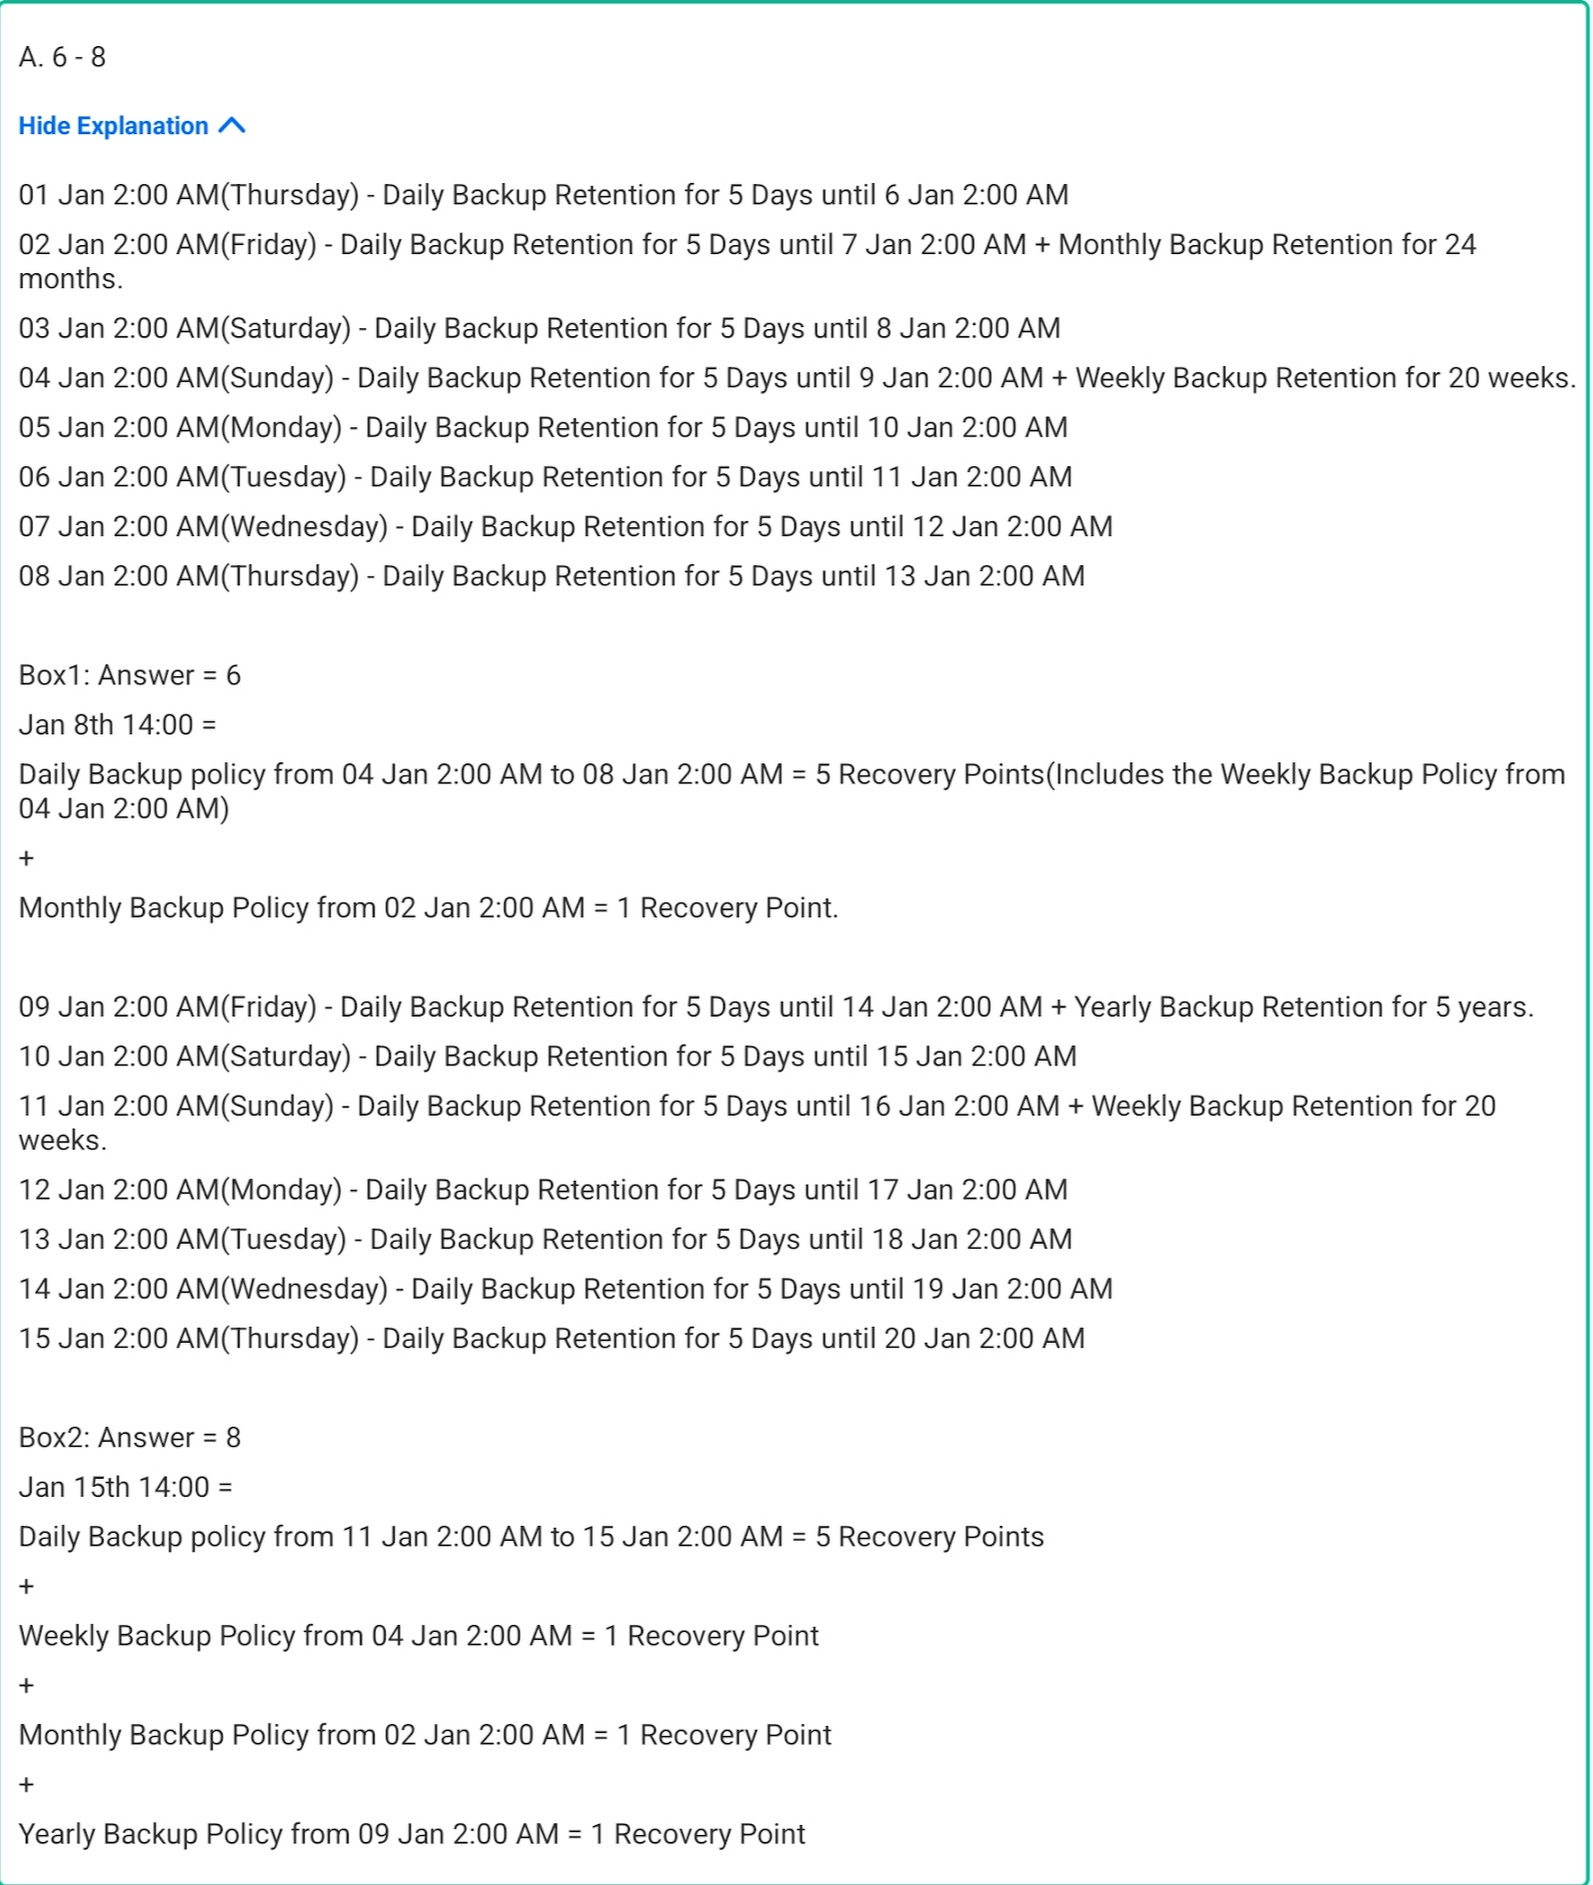 A. 6 - 8
Hide Explanation
01 Jan 2:00 AM(Thursday) - Daily Backup Retention for 5 Days until 6 Jan 2:00 AM
02 Jan 2:00 AM(Friday) - Daily Backup Retention for 5 Days until 7 Jan 2:00 AM + Monthly Backup Retention for 24
months.
03 Jan 2:00 AM(Saturday) - Daily Backup Retention for 5 Days until 8 Jan 2:00 AM
04 Jan 2:00 AM(Sunday) - Daily Backup Retention for 5 Days until 9 Jan 2:00 AM + Weekly Backup Retention for 20 weeks.
05 Jan 2:00 AM(Monday) - Daily Backup Retention for 5 Days until 10 Jan 2:00 AM
06 Jan 2:00 AM(Tuesday) - Daily Backup Retention for 5 Days until 11 Jan 2:00 AM
07 Jan 2:00 AM(Wednesday) - Daily Backup Retention for 5 Days until 12 Jan 2:00 AM
08 Jan 2:00 AM(Thursday) - Daily Backup Retention for 5 Days until 13 Jan 2:00 AM
Box1: Answer = 6
Jan 8th 14:00 =
Daily Backup policy from 04 Jan 2:00 AM to 08 Jan 2:00 AM = 5 Recovery Points(Includes the Weekly Backup Policy from
04 Jan 2:00 AM)
+
Monthly Backup Policy from 02 Jan 2:00 AM = 1 Recovery Point.
09 Jan 2:00 AM(Friday) - Daily Backup Retention for 5 Days until 14 Jan 2:00 AM + Yearly Backup Retention for 5 years.
10 Jan 2:00 AM(Saturday) - Daily Backup Retention for 5 Days until 15 Jan 2:00 AM
11 Jan 2:00 AM(Sunday) - Daily Backup Retention for 5 Days until 16 Jan 2:00 AM + Weekly Backup Retention for 20
weeks.
12 Jan 2:00 AM(Monday) - Daily Backup Retention for 5 Days until 17 Jan 2:00 AM
13 Jan 2:00 AM(Tuesday) - Daily Backup Retention for 5 Days until 18 Jan 2:00 AM
14 Jan 2:00 AM(Wednesday) - Daily Backup Retention for 5 Days until 19 Jan 2:00 AM
15 Jan 2:00 AM(Thursday) - Daily Backup Retention for 5 Days until 20 Jan 2:00 AM
Box2: Answer = 8
Jan 15th 14:00 =
Daily Backup policy from 11 Jan 2:00 AM to 15 Jan 2:00 AM = 5 Recovery Points
+
Weekly Backup Policy from 04 Jan 2:00 AM = 1 Recovery Point
+
Monthly Backup Policy from 02 Jan 2:00 AM = 1 Recovery Point
+
Yearly Backup Policy from 09 Jan 2:00 AM = 1 Recovery Point